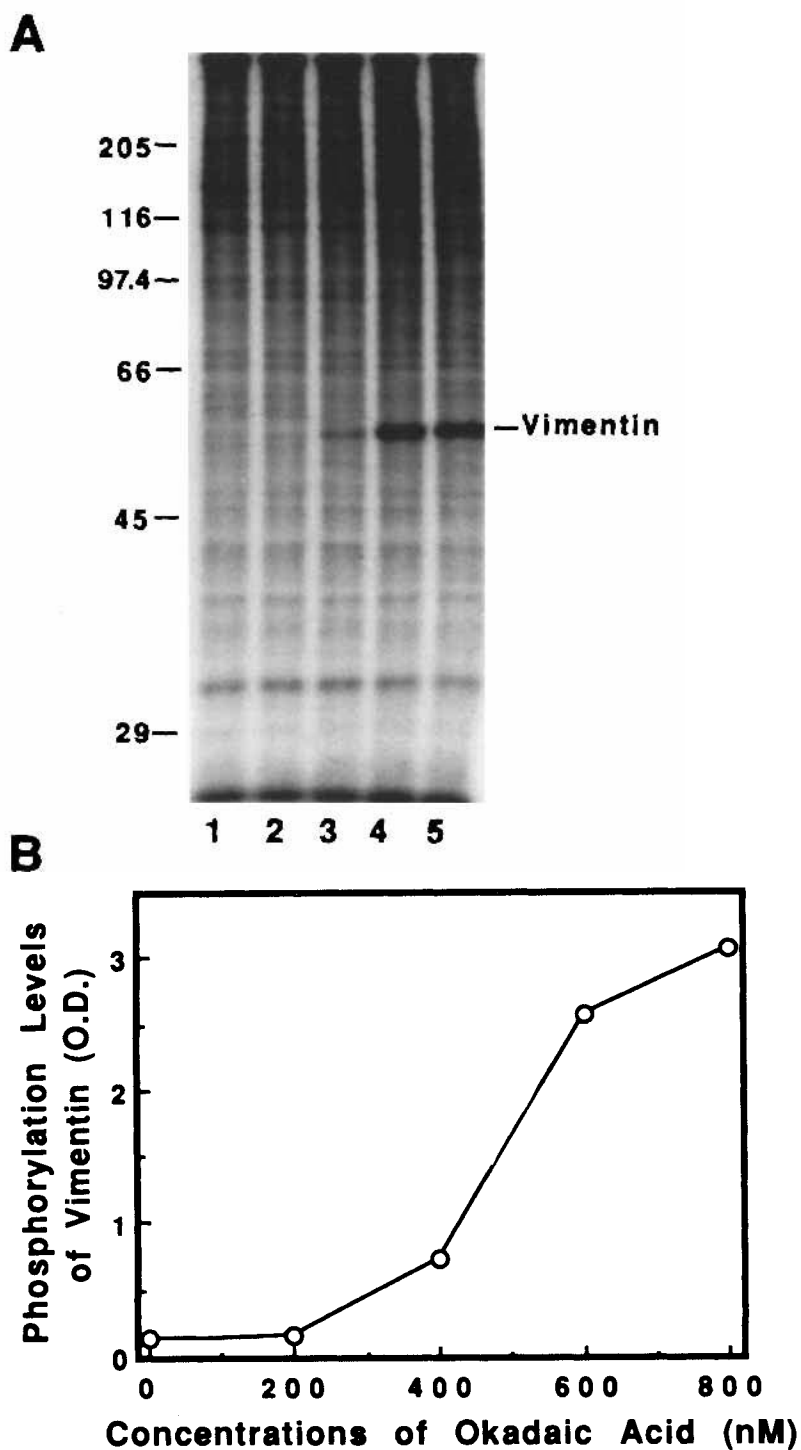 A
205
116
97.4
66
Vimentin
45
29
1 2 3 4 5
B
Phosphorylation Levels
of Vimentin (O.D.)
3
2
1
0
0 200 400 600 800
Concentrations of Okadaic Acid (nM)